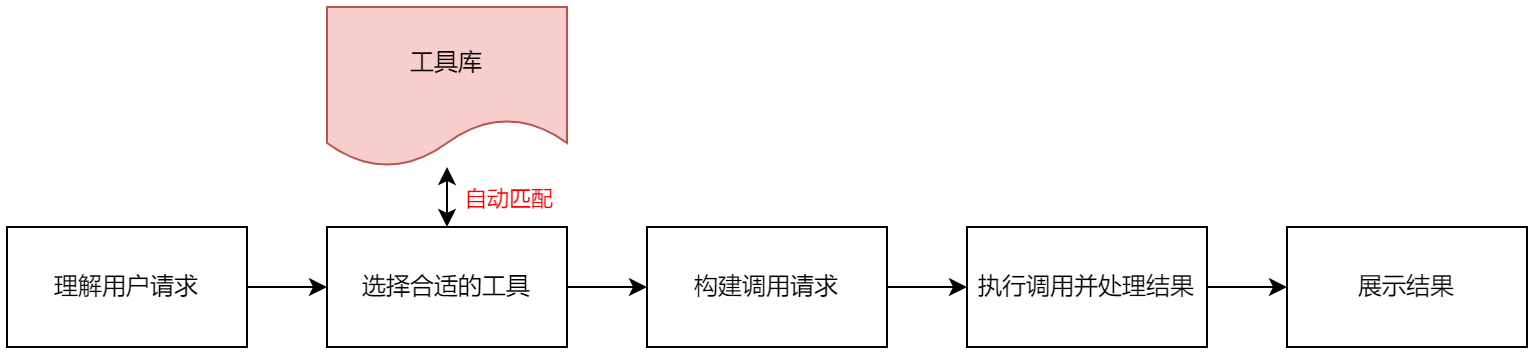 工具库
自动匹配
理解用户请求
选择合适的工具
构建调用请求
执行调用并处理结果
展示结果